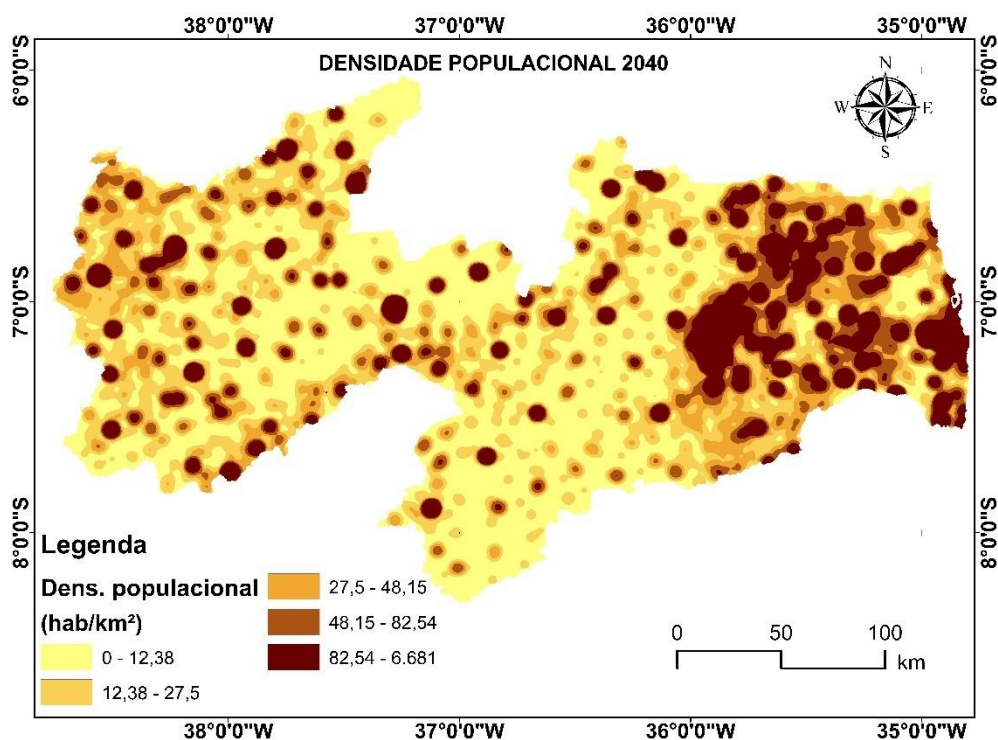 38°0'0"W 37°0'0"W 36°0'0"W 35°0'0"W
DENSIDADE POPULACIONAL 2040
6°0'0"S 6°0'0"S
N
W E
S
7°0'0"S 7°0'0"S
8°0'0"S 8°0'0"S
Legenda
Dens. populacional
(hab/km²)
0 - 12,38
12,38 - 27,5
27,5 - 48,15
48,15 - 82,54
82,54 - 6.681
0 50 100
km
38°0'0"W 37°0'0"W 36°0'0"W 35°0'0"W